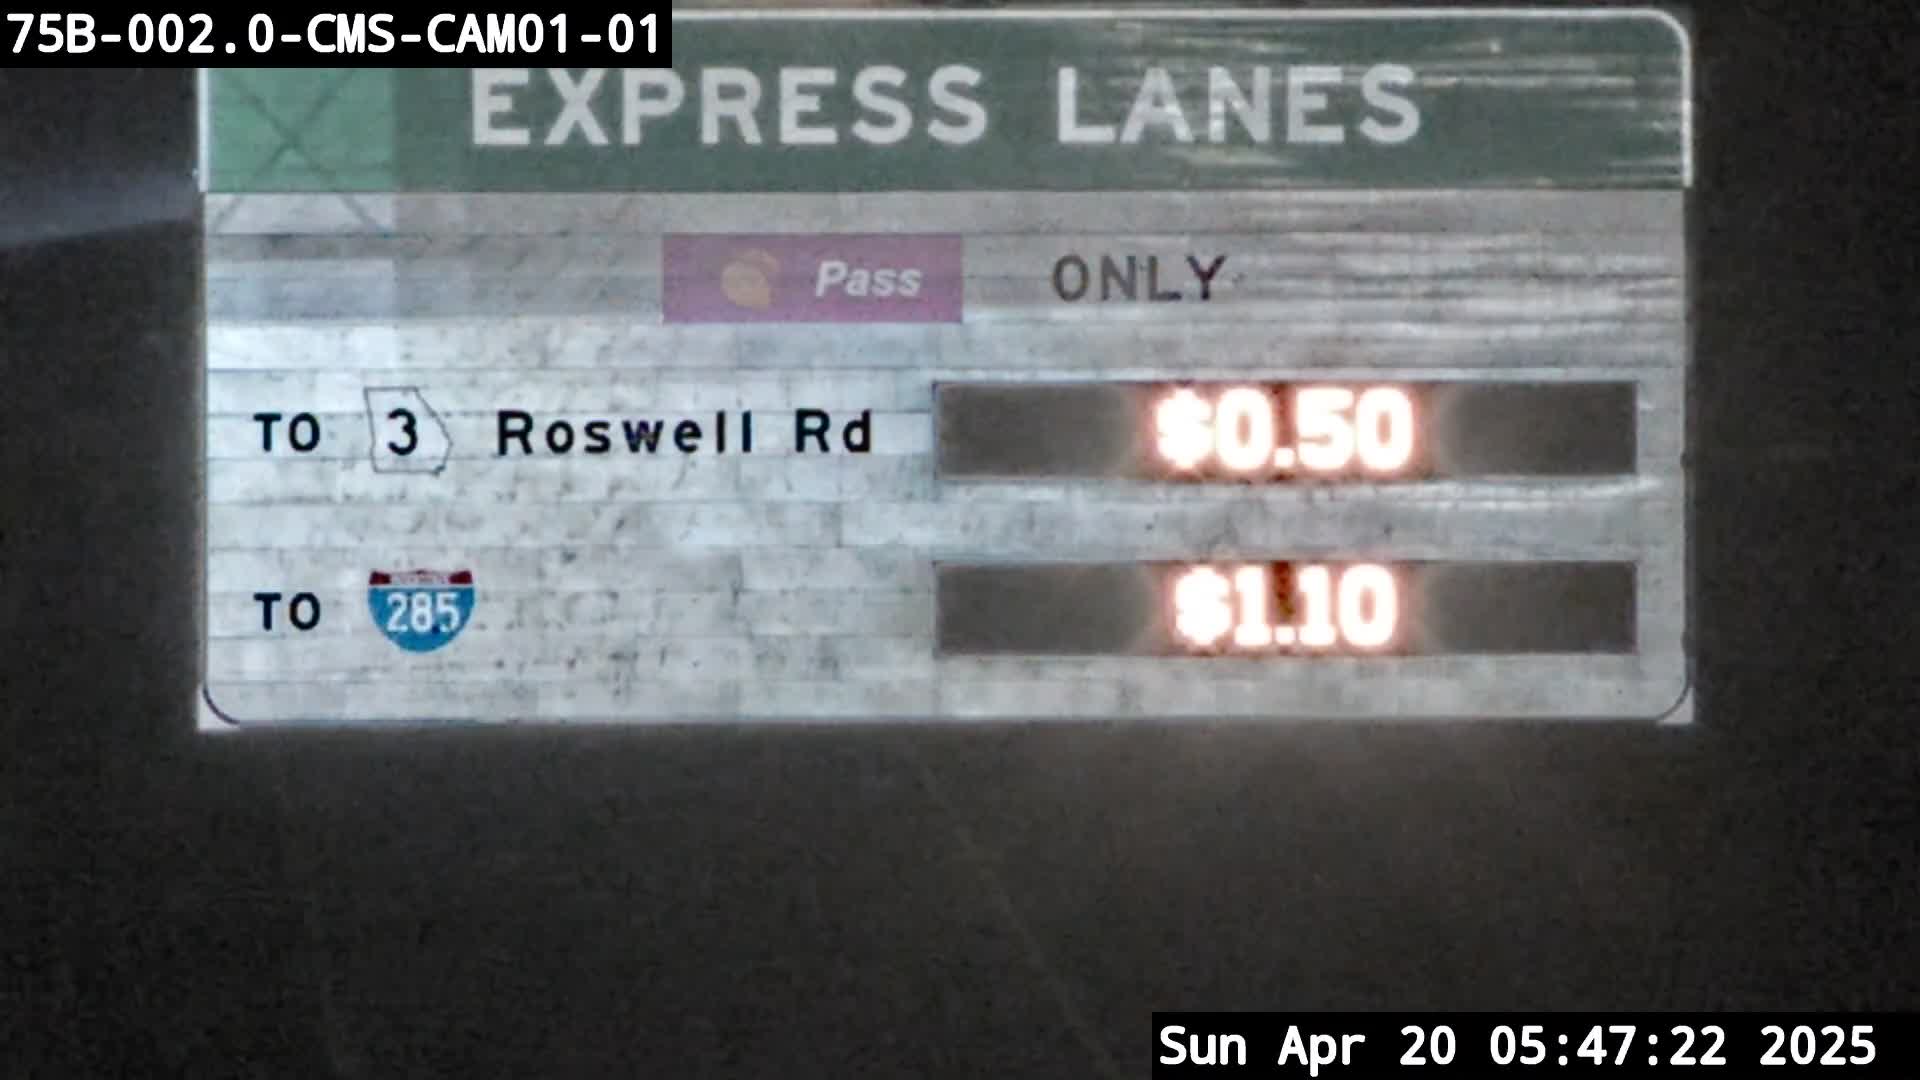 75B-002.0-CMS-CAM01-01
EXPRESS LANES
Pass ONLY
TO 3 Roswell Rd $0.50
TO 285 $1.10
Sun Apr 20 05:47:22 2025